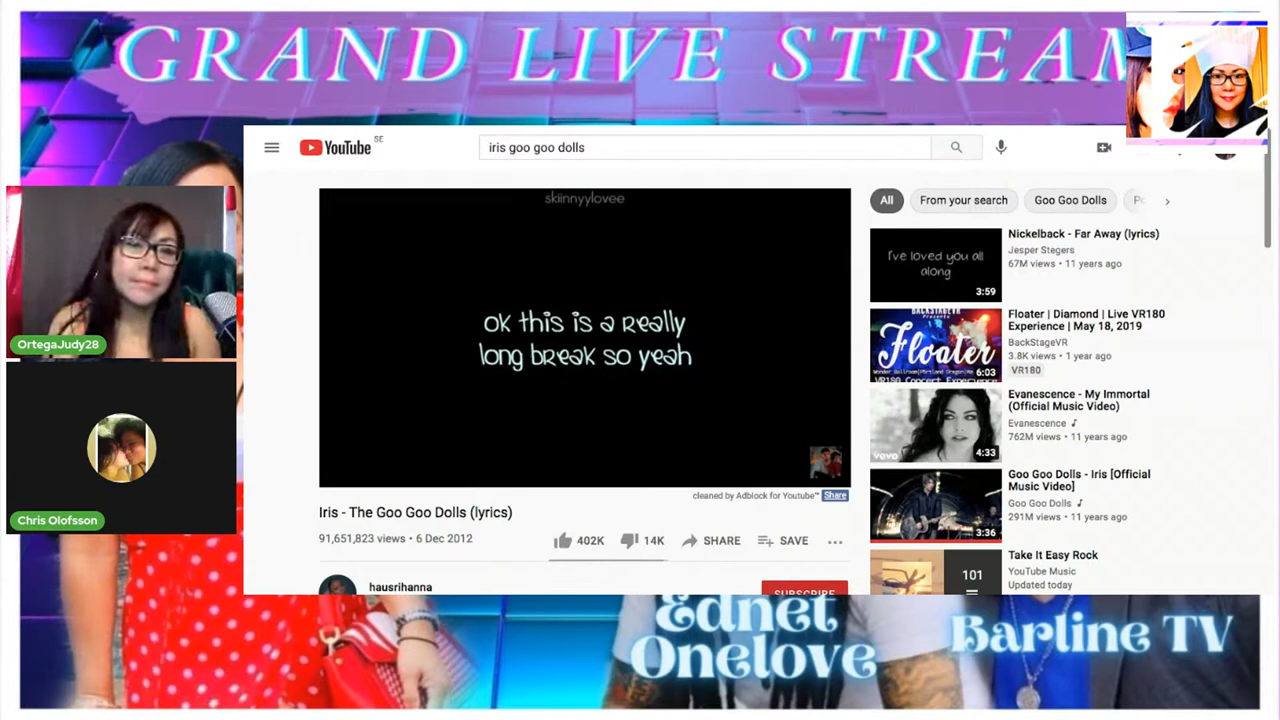 GRAND LIVE STREAM
YouTube SE
iris goo goo dolls
skiinnyylovee
ok this is a really
long break so yeah
OrtegaJudy28
Chris Olofsson
cleaned by Adblock for Youtube™ Share
Iris - The Goo Goo Dolls (lyrics)
91,651,823 views • 6 Dec 2012
402K
14K
SHARE
SAVE
hausrihanna
SUBSCRIBE
All
From your search
Goo Goo Dolls
I've loved you all
along
3:59
Nickelback - Far Away (lyrics)
Jesper Stegers
67M views • 11 years ago
BACKSTAGEVR
Presents
Floater
6:03
VR180 Concert Experience
Floater | Diamond | Live VR180
Experience | May 18, 2019
BackStageVR
3.8K views • 1 year ago
VR180
vevo
4:33
Evanescence - My Immortal
(Official Music Video)
Evanescence
762M views • 11 years ago
3:36
Goo Goo Dolls - Iris [Official
Music Video]
Goo Goo Dolls
291M views • 11 years ago
101
Take It Easy Rock
YouTube Music
Updated today
Ednet
Onelove
Barline TV